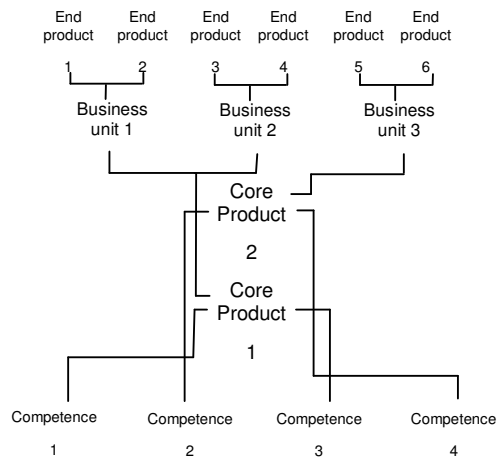 End End End End End End
product product product product product product
1 2 3 4 5 6
Business Business Business
unit 1 unit 2 unit 3
Core
Product
2
Core
Product
1
Competence Competence Competence Competence
1 2 3 4